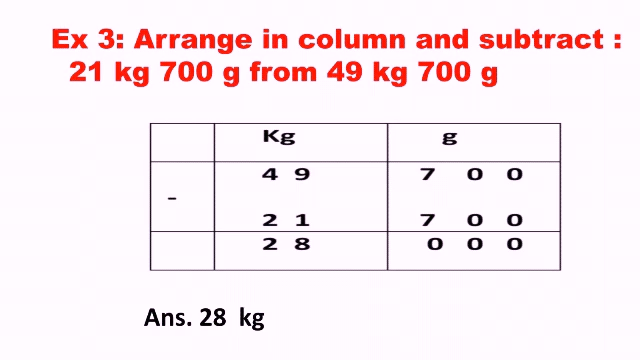 Ex 3: Arrange in column and subtract :
21 kg 700 g from 49 kg 700 g
Kg g
4 9 7 0 0
-
2 1 7 0 0
2 8 0 0 0
Ans. 28 kg